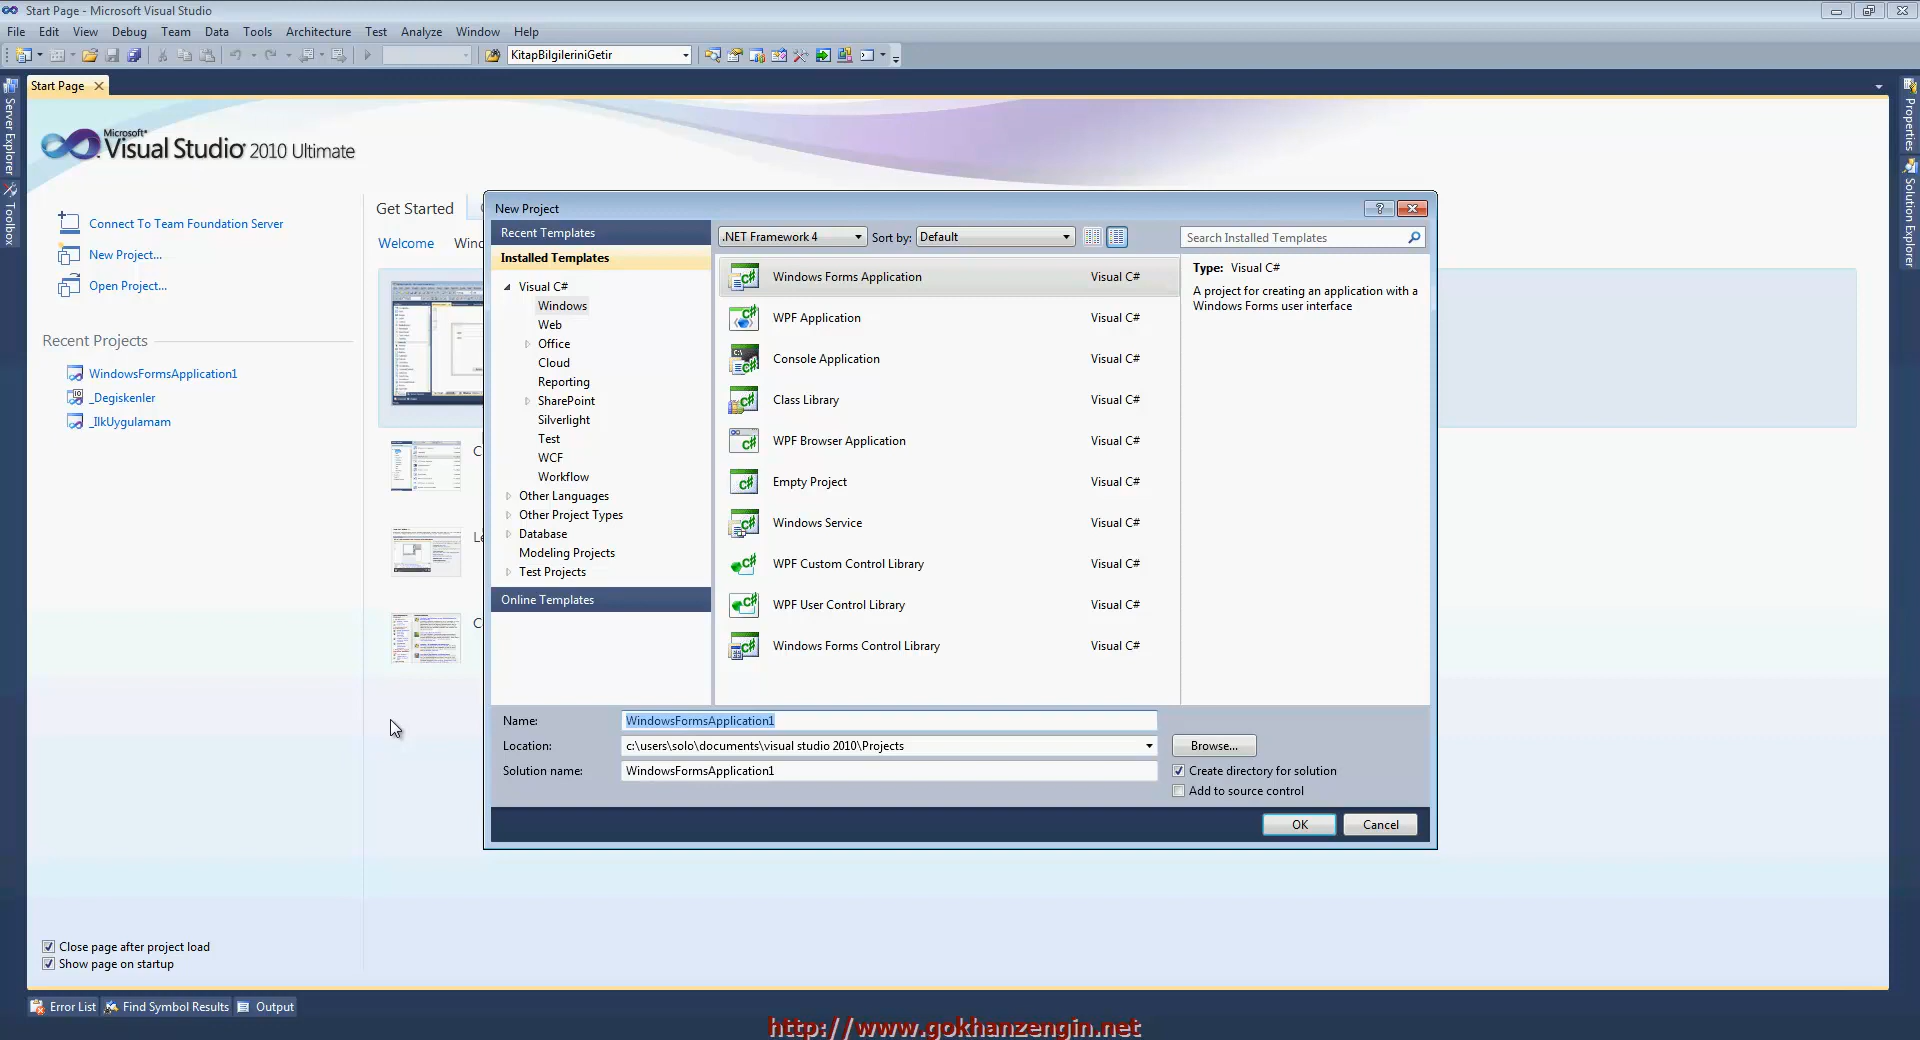 Start Page - Microsoft Visual Studio
File Edit View Debug Team Data Tools Architecture Test Analyze Window Help
KitapBilgileriniGetir
Start Page
Server Explorer
Toolbox
Properties
Solution Explorer
Microsoft
Visual Studio 2010 Ultimate
Connect To Team Foundation Server
New Project...
Open Project...
Recent Projects
WindowsFormsApplication1
_Degiskenler
_IlkUygulamam
Get Started
Welcome
New Project
Recent Templates
Installed Templates
Visual C#
Windows
Web
Office
Cloud
Reporting
SharePoint
Silverlight
Test
WCF
Workflow
Other Languages
Other Project Types
Database
Modeling Projects
Test Projects
Online Templates
.NET Framework 4 Sort by: Default
Search Installed Templates
Windows Forms Application Visual C#
WPF Application Visual C#
Console Application Visual C#
Class Library Visual C#
WPF Browser Application Visual C#
Empty Project Visual C#
Windows Service Visual C#
WPF Custom Control Library Visual C#
WPF User Control Library Visual C#
Windows Forms Control Library Visual C#
Type: Visual C#
A project for creating an application with a
Windows Forms user interface
Name: WindowsFormsApplication1
Location: c:\users\solo\documents\visual studio 2010\Projects
Browse...
Solution name: WindowsFormsApplication1
Create directory for solution
Add to source control
OK Cancel
Close page after project load
Show page on startup
Error List Find Symbol Results Output
http://www.gokhanzengin.net